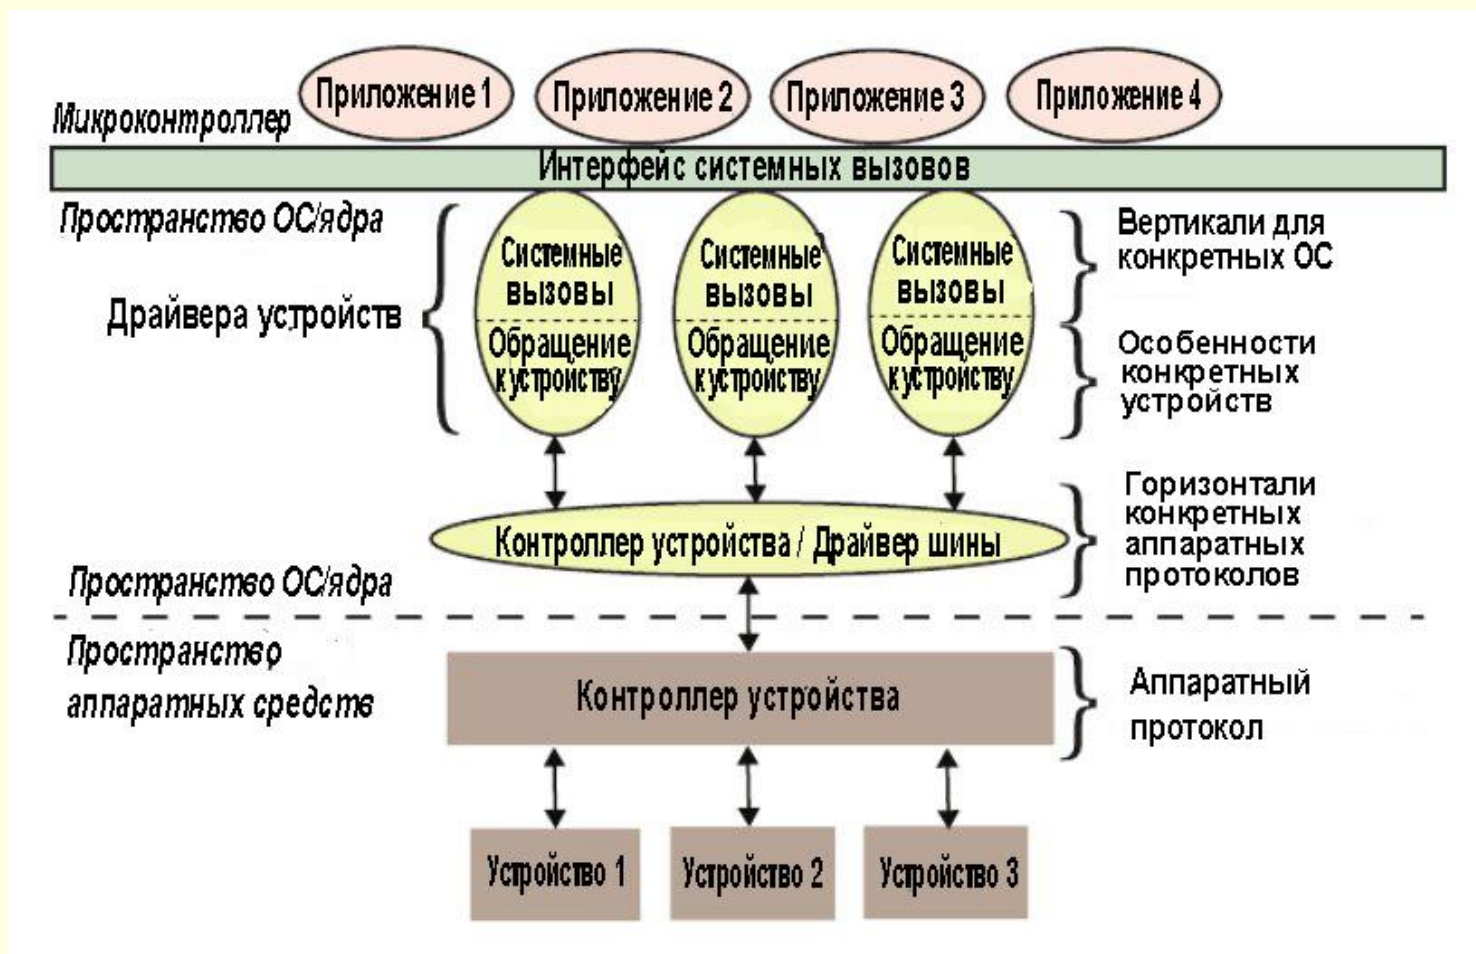 Приложение 1
Приложение 2
Приложение 3
Приложение 4
Микроконтроллер
Интерфейс системных вызовов
Пространство ОС/ядра
Драйвера устройств
Системные
вызовы
Обращение
к устройству
Системные
вызовы
Обращение
к устройству
Системные
вызовы
Обращение
к устройству
Вертикали для
конкретных ОС
Особенности
конкретных
устройств
Контроллер устройства / Драйвер шины
Горизонтали
конкретных
аппаратных
протоколов
Пространство ОС/ядра
Пространство
аппаратных средств
Контроллер устройства
Аппаратный
протокол
Устройство 1
Устройство 2
Устройство 3